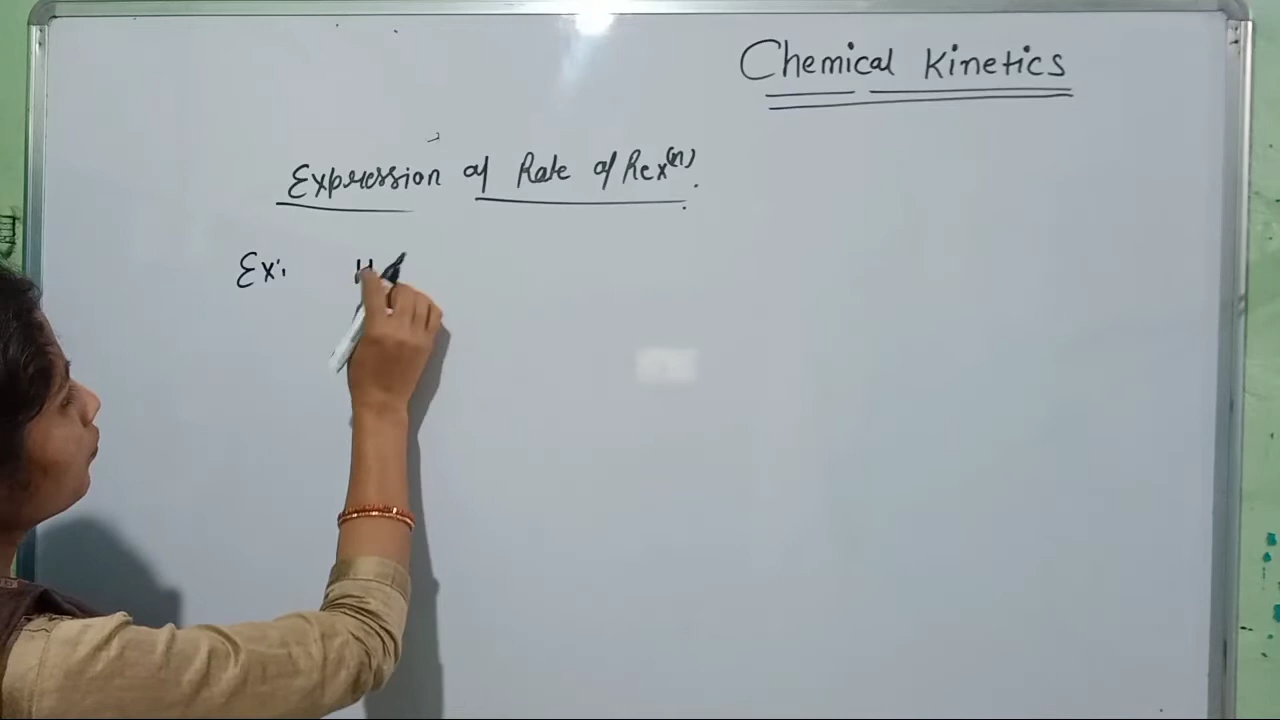 Chemical Kinetics
Expression of Rate of Rex⁽ⁿ⁾.
Ex:. H